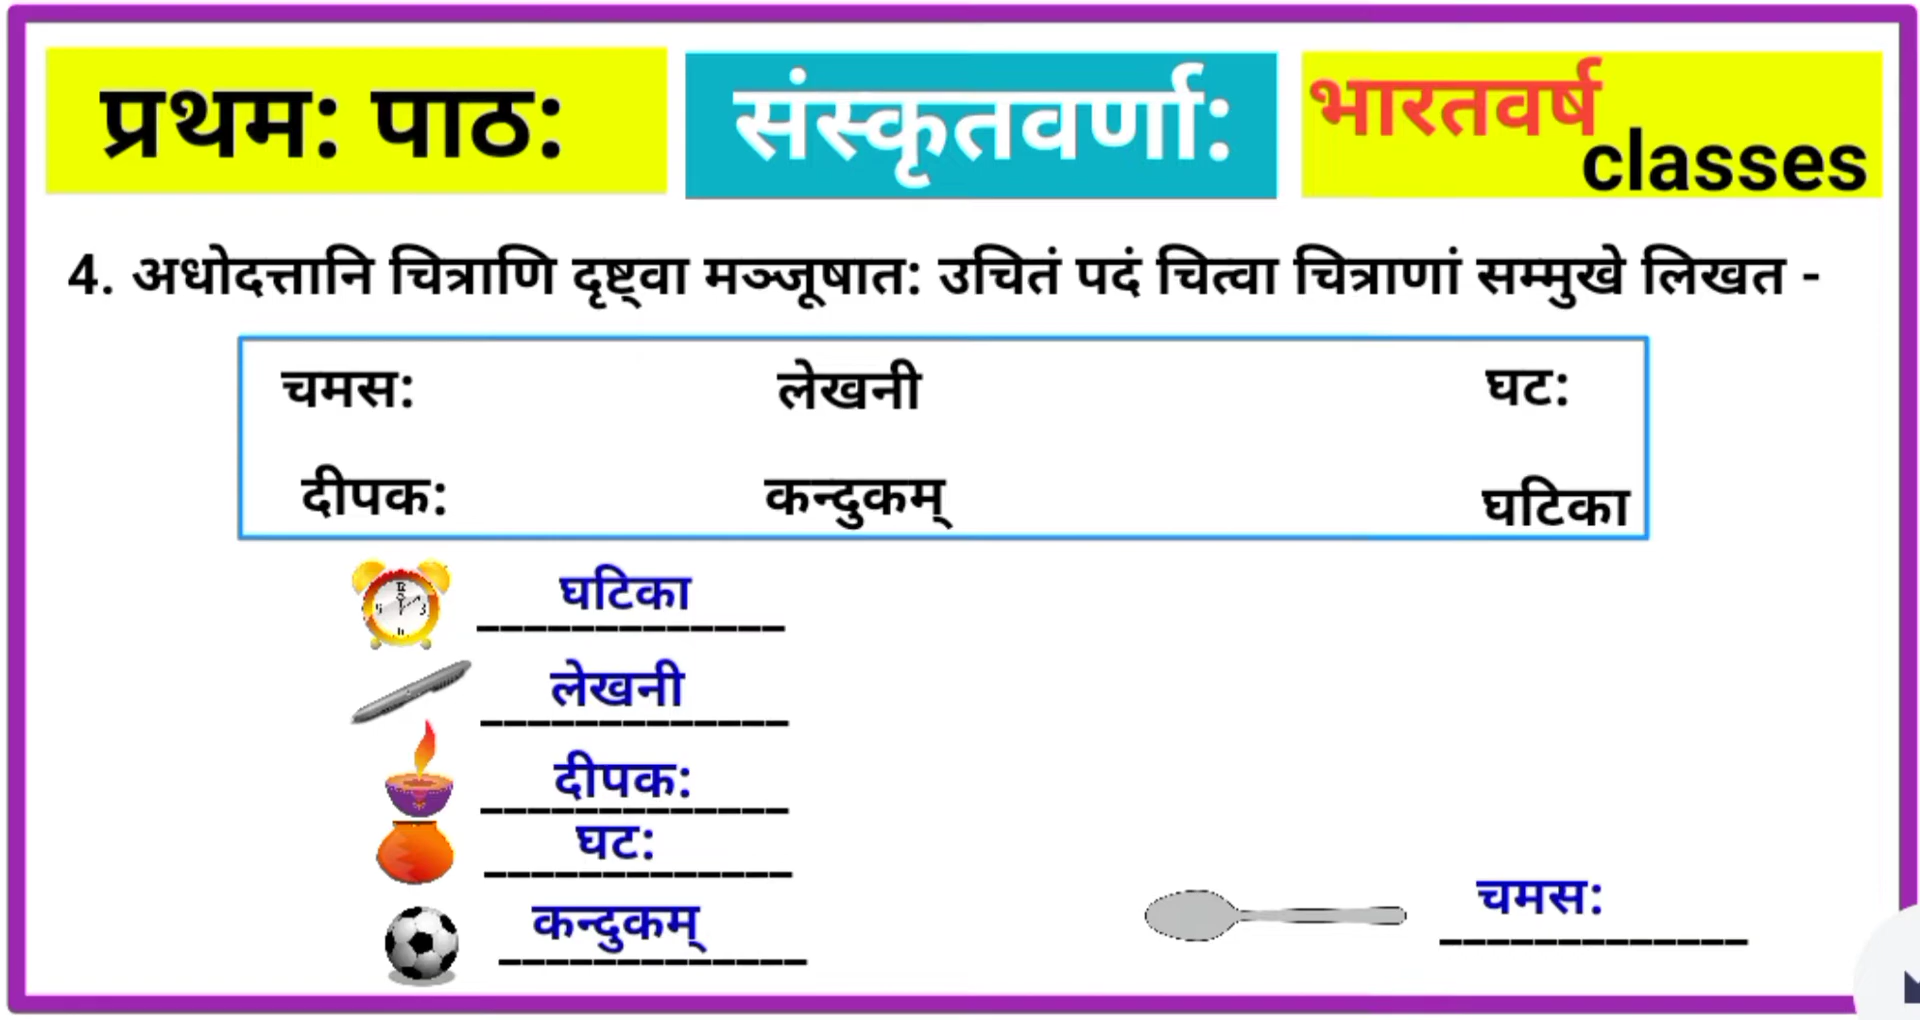 प्रथम: पाठ:
संस्कृतवर्णा:
भारतवर्ष
classes
4. अधोदत्तानि चित्राणि दृष्ट्वा मञ्जूषात: उचितं पदं चित्वा चित्राणां सम्मुखे लिखत -
चमस: लेखनी घट:
दीपक: कन्दुकम् घटिका
घटिका
लेखनी
दीपक:
घट:
कन्दुकम्
चमस: